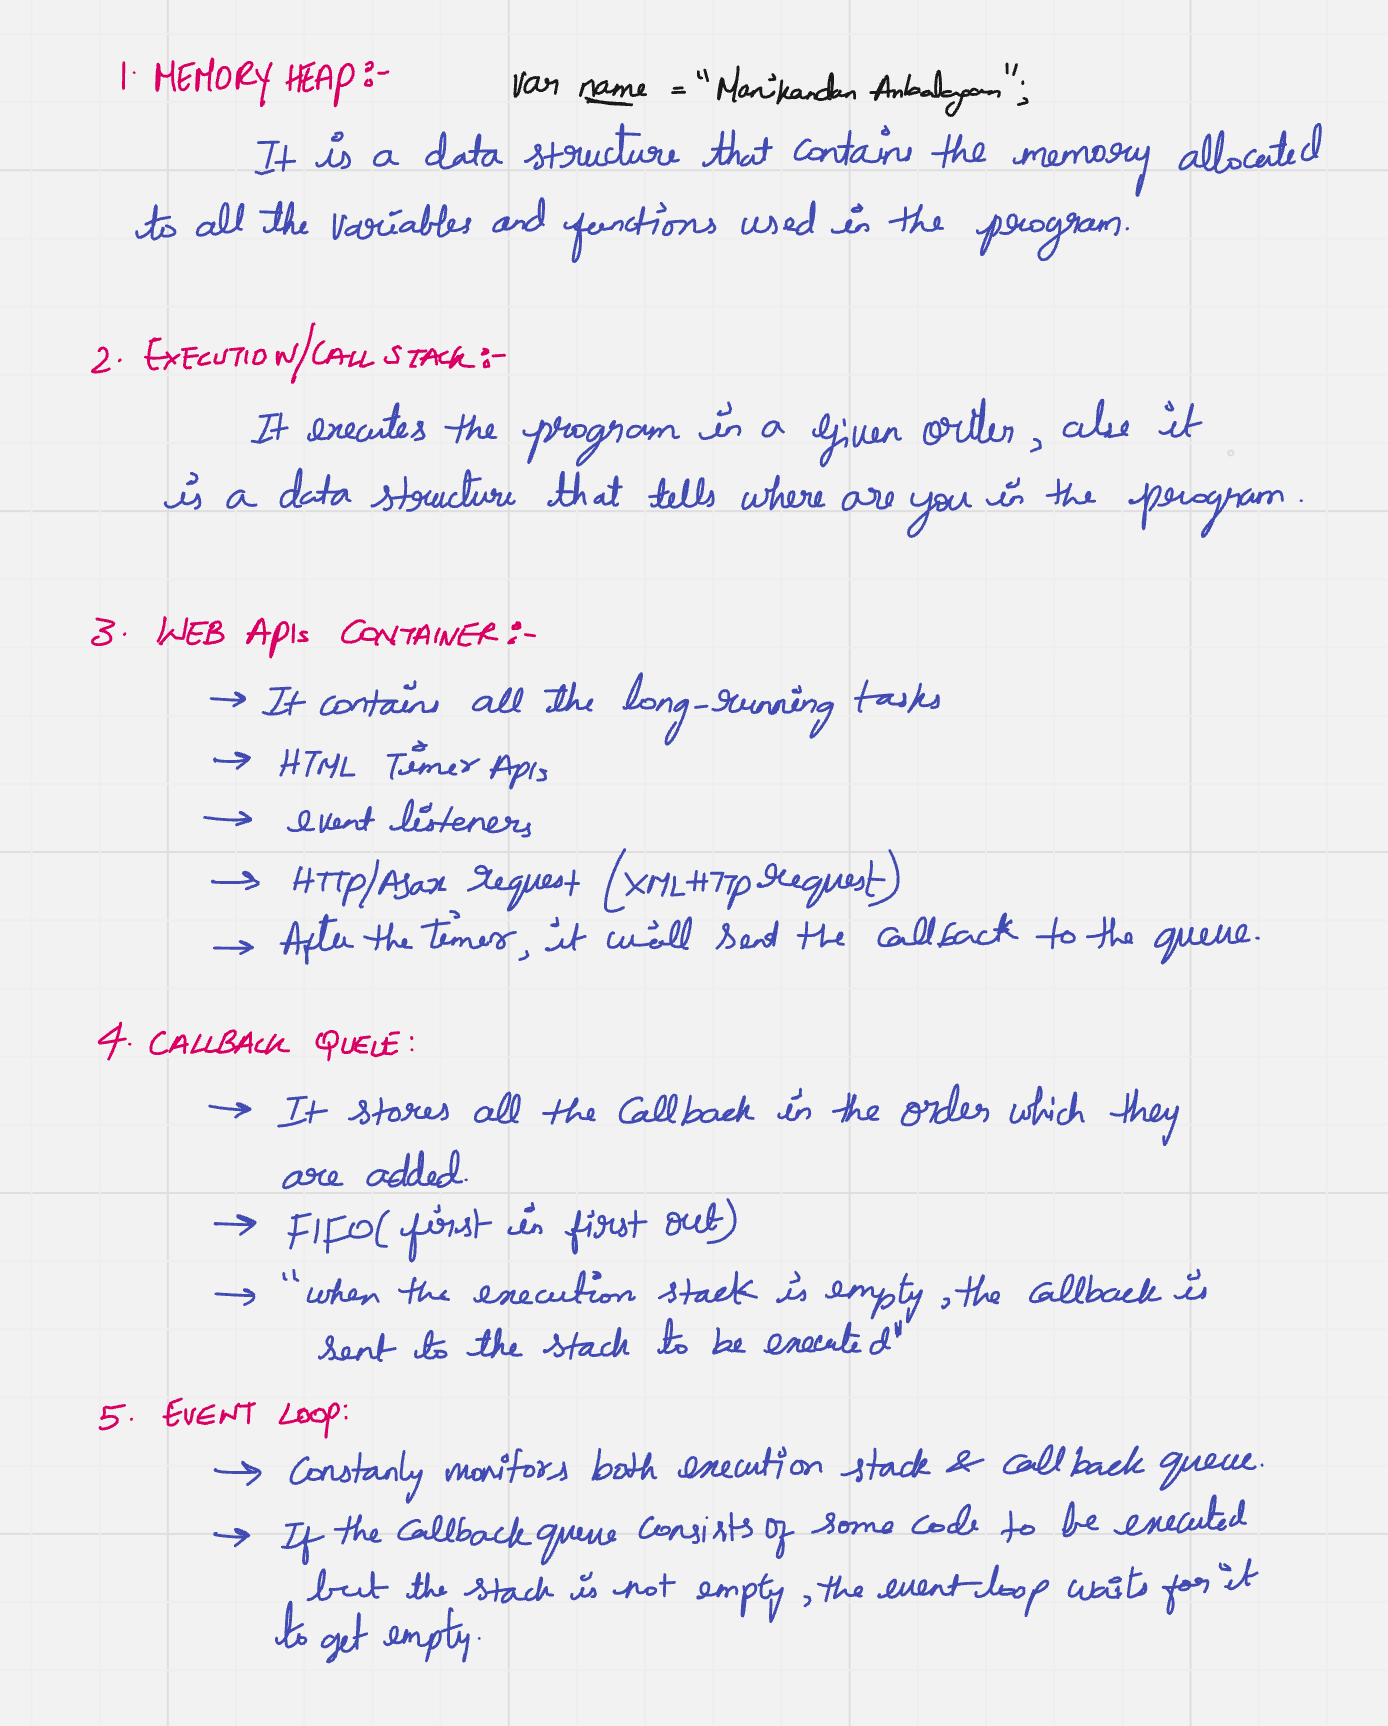 1. MEMORY HEAP:-
var name = "Manikandan Anbalagan";
It is a data structure that contains the memory allocated
to all the variables and functions used in the program.
2. EXECUTION/CALL STACK:-
It executes the program in a given order, also it
is a data structure that tells where are you in the program.
3. WEB APIs CONTAINER:-
→ It contains all the long-running tasks
→ HTML Timer APIs
→ event listeners
→ HTTP/Ajax request (XMLHTTP request)
→ After the timer, it will send the callback to the queue.
4. CALLBACK QUEUE:
→ It stores all the callback in the order which they
are added.
→ FIFO (first in first out)
→ "when the execution stack is empty, the callback is
sent to the stack to be executed"
5. EVENT LOOP:
→ Constanly monitors both execution stack & callback queue.
→ If the callback queue consists of some code to be executed
but the stack is not empty, the event loop waits for it
to get empty.